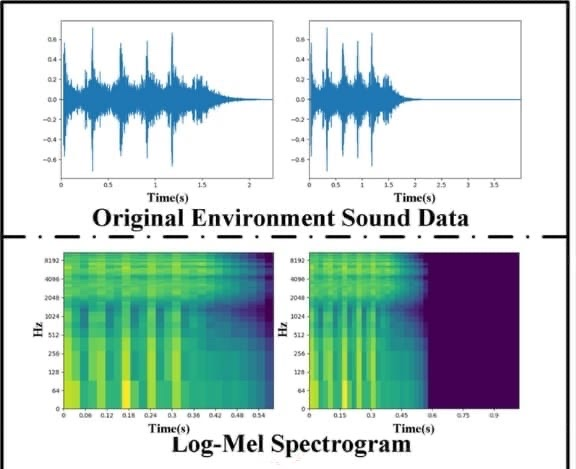 0.6
0.4
0.2
0.0
−0.2
−0.4
−0.6
0 0.5 1 1.5 2
Time(s)
0.6
0.4
0.2
0.0
−0.2
−0.4
−0.6
0 0.5 1 1.5 2 2.5 3 3.5
Time(s)
Original Environment Sound Data
Hz
8192
4096
2048
1024
512
256
128
64
0
0 0.06 0.12 0.18 0.24 0.3 0.36 0.42 0.48 0.54
Time(s)
Hz
8192
4096
2048
1024
512
256
128
64
0
0 0.15 0.3 0.45 0.6 0.75 0.9
Time(s)
Log-Mel Spectrogram